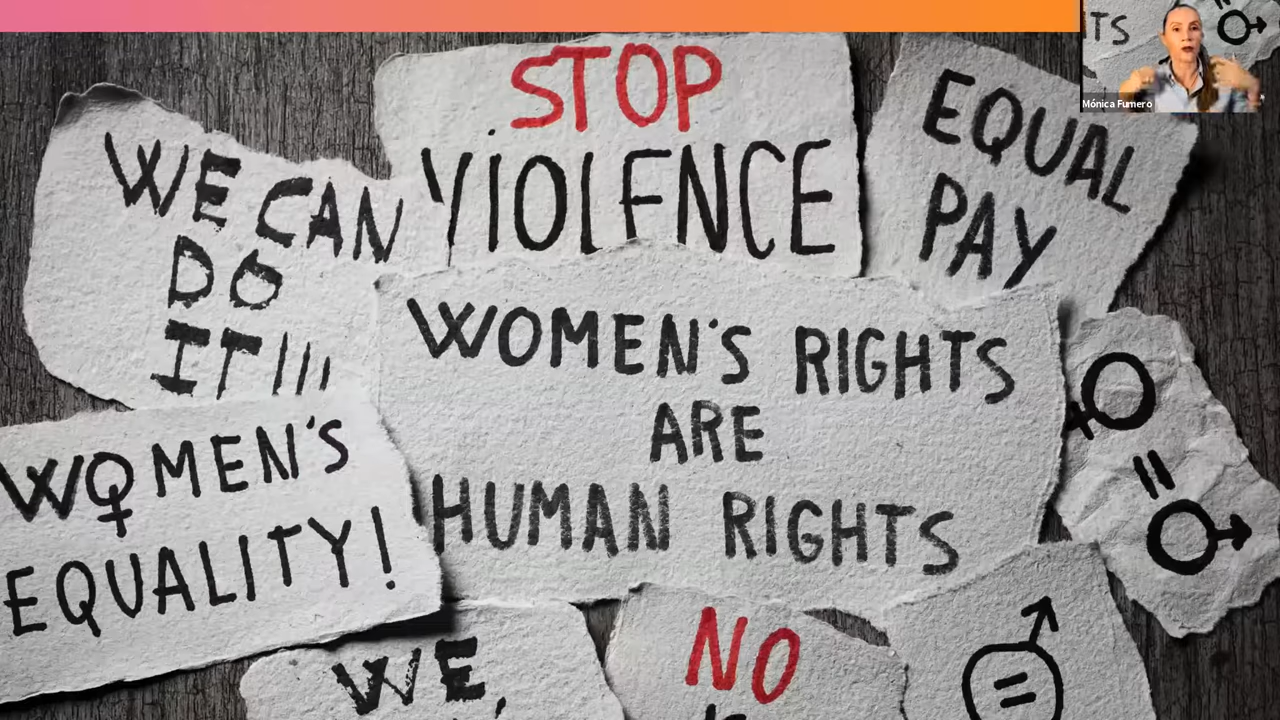 STOP
VIOLENCE
EQUAL
PAY
WE CAN
DO
IT!!!
WOMEN'S RIGHTS
ARE
HUMAN RIGHTS
WOMEN'S
EQUALITY!
=
WE,
NO
=
ITS
Mónica Fumero